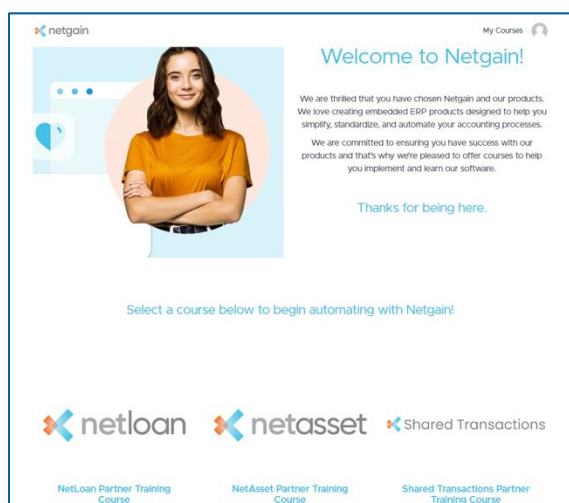 netgain
My Courses
Welcome to Netgain!
We are thrilled that you have chosen Netgain and our products.
We love creating embedded ERP products designed to help you
simplify, standardize, and automate your accounting processes.
We are committed to ensuring you have success with our
products and that's why we're pleased to offer courses to help
you implement and learn our software.
Thanks for being here.
Select a course below to begin automating with Netgain!
netloan
netasset
Shared Transactions
NetLoan Partner Training
Course
NetAsset Partner Training
Course
Shared Transactions Partner
Training Course